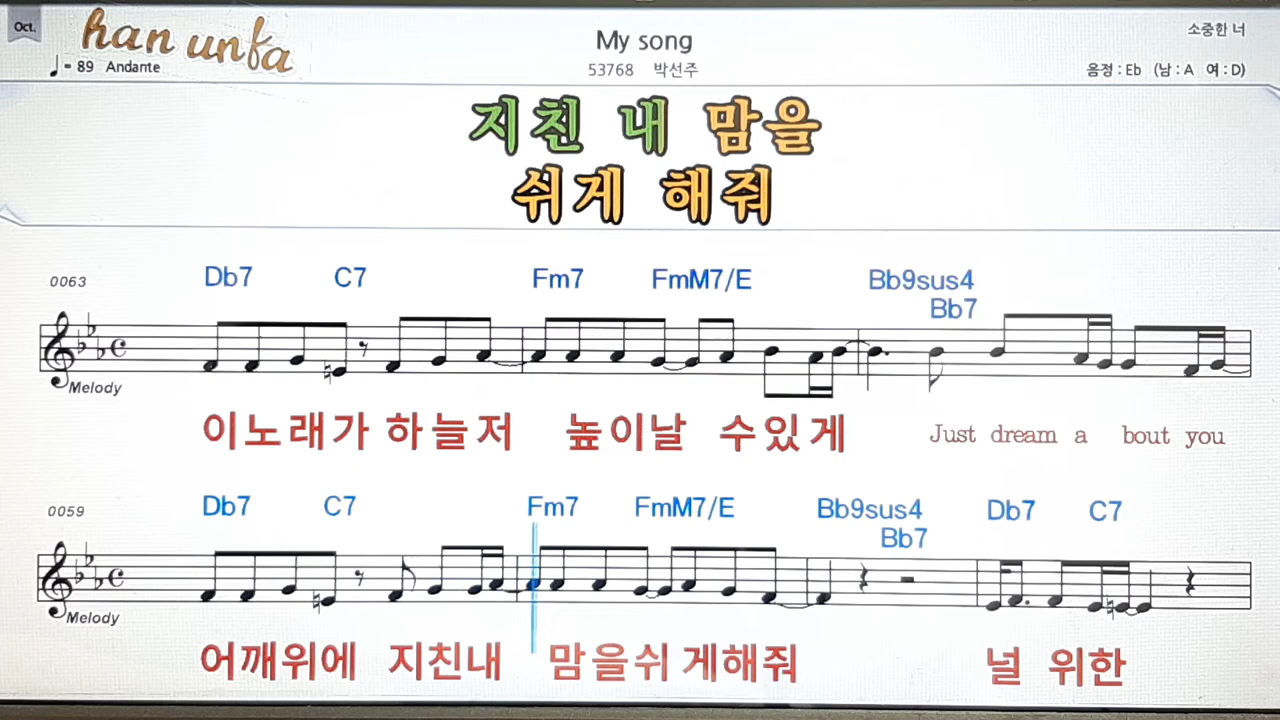 Oct.
han unfa
♩= 89 Andante
My song
53768 박선주
소중한 너
음정 : Eb (남 : A 여 : D)
지친 내 맘을
쉬게 해줘
0063
Db7 C7 Fm7 FmM7/E Bb9sus4
Bb7
Melody
이노래가 하늘저 높이날 수있게 Just dream a bout you
0059
Db7 C7 Fm7 FmM7/E Bb9sus4 Db7 C7
Bb7
Melody
어깨위에 지친내 맘을쉬 게해줘 널 위한